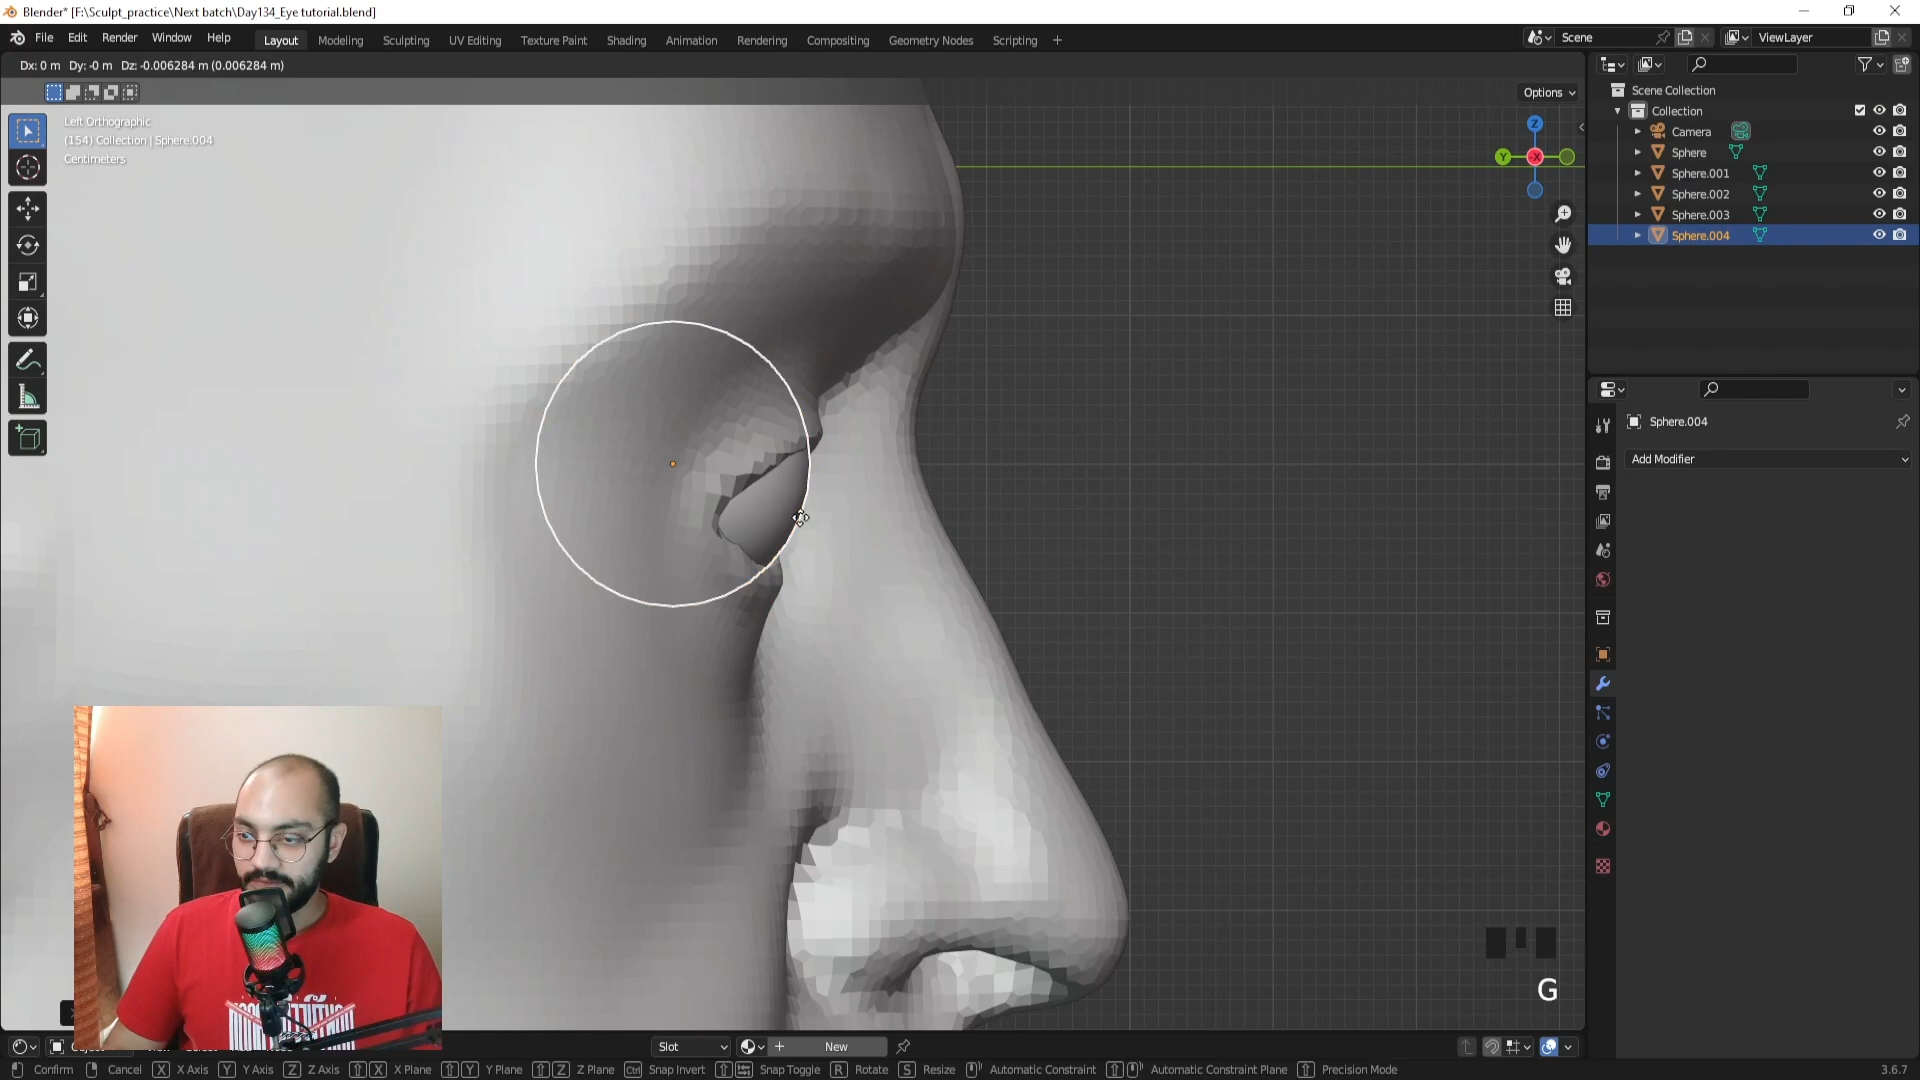 Blender* [F:\Sculpt_practice\Next batch\Day134_Eye tutorial.blend]
File Edit Render Window Help Layout Modeling Sculpting UV Editing Texture Paint Shading Animation Rendering Compositing Geometry Nodes Scripting + Scene ViewLayer
Dx: 0 m Dy: -0 m Dz: -0.006284 m (0.006284 m)
Options
Left Orthographic
(154) Collection | Sphere.004
Centimeters
Z
Y
-X
Scene Collection
Collection
Camera
Sphere
Sphere.001
Sphere.002
Sphere.003
Sphere.004
Sphere.004
Add Modifier
G
Slot New
Confirm Cancel X X Axis Y Y Axis Z Z Axis X X Plane Y Y Plane Z Z Plane Ctrl Snap Invert Snap Toggle R Rotate S Resize Automatic Constraint Automatic Constraint Plane Precision Mode 3.6.7